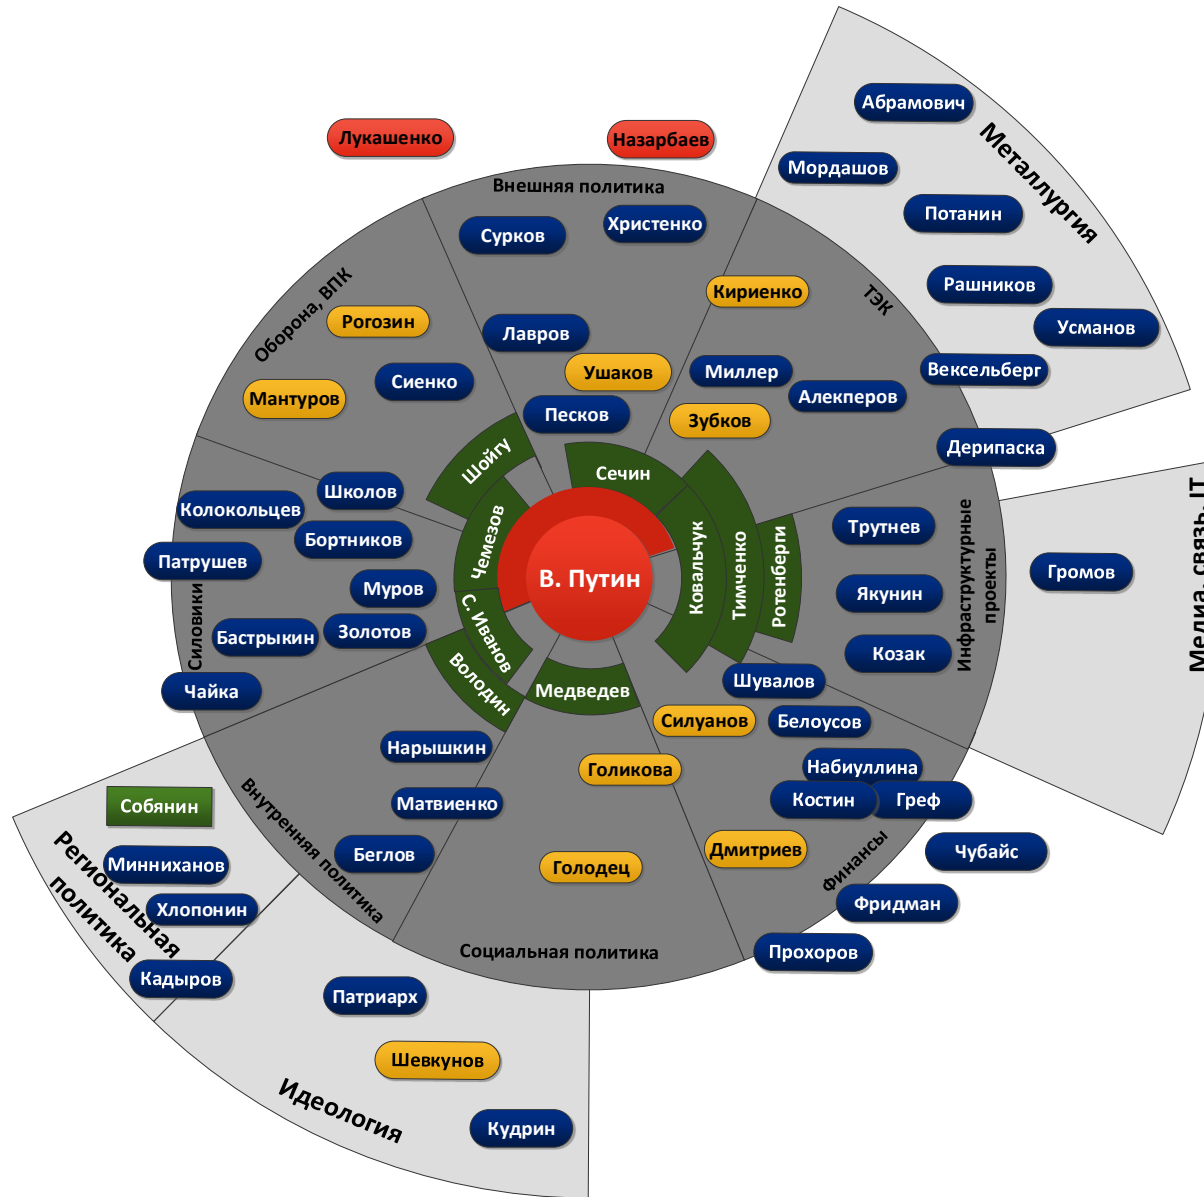 Абрамович
Металлургия
Мордашов
Потанин
Рашников
Усманов
Вексельберг
Дерипаска
Лукашенко
Назарбаев
Внешняя политика
Сурков
Христенко
Лавров
Ушаков
Песков
ТЭК
Кириенко
Миллер
Алекперов
Зубков
Оборона, ВПК
Рогозин
Сиенко
Мантуров
Шойгу
Сечин
Чемезов
В. Путин
Ковальчук
Тимченко
Ротенберги
С. Иванов
Володин
Медведев
Школов
Колокольцев
Бортников
Патрушев
Муров
Золотов
Бастрыкин
Силовики
Чайка
Трутнев
Якунин
Козак
Инфраструктурные
проекты
Громов
Медиа, связь, IT
Шувалов
Силуанов
Белоусов
Набиуллина
Костин
Греф
Дмитриев
Финансы
Чубайс
Фридман
Прохоров
Голикова
Голодец
Социальная политика
Нарышкин
Матвиенко
Беглов
Внутренняя политика
Собянин
Минниханов
Хлопонин
Кадыров
Региональная
политика
Патриарх
Шевкунов
Кудрин
Идеология